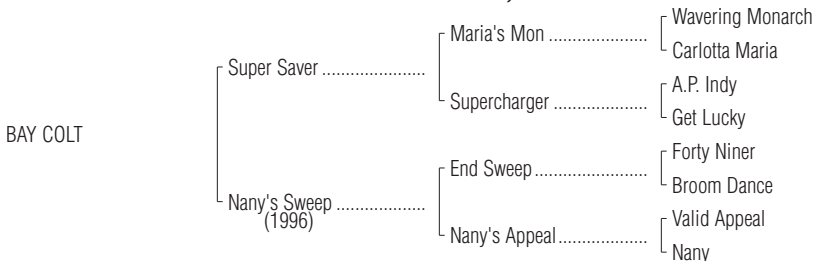 Wavering Monarch
Maria's Mon .....................
Carlotta Maria
Super Saver ......................
A.P. Indy
Supercharger ....................
Get Lucky
BAY COLT
Forty Niner
End Sweep ........................
Broom Dance
Nany's Sweep ...................
(1996)
Valid Appeal
Nany's Appeal ...................
Nany